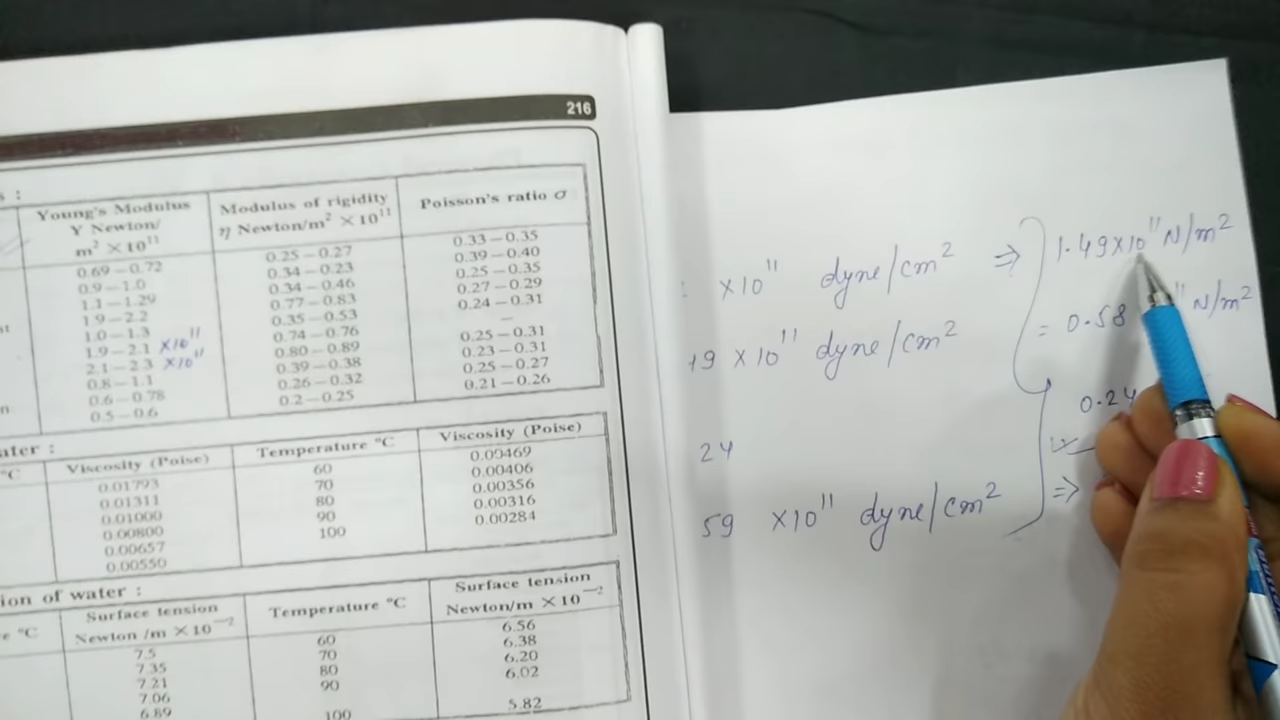 216
s :
Young's Modulus
Y Newton/
m² × 10¹¹
Modulus of rigidity
η Newton/m² × 10¹¹
Poisson's ratio σ
0.69 – 0.72
0.9 – 1.0
1.1 – 1.29
1.9 – 2.2
1.0 – 1.3
1.9 – 2.1 ×10¹¹
2.1 – 2.3 ×10¹¹
0.8 – 1.1
0.6 – 0.78
0.5 – 0.6
0.25 – 0.27
0.34 – 0.23
0.34 – 0.46
0.77 – 0.83
0.35 – 0.53
0.74 – 0.76
0.80 – 0.89
0.39 – 0.38
0.26 – 0.32
0.2 – 0.25
0.33 – 0.35
0.39 – 0.40
0.25 – 0.35
0.27 – 0.29
0.24 – 0.31
–
0.25 – 0.31
0.23 – 0.31
0.25 – 0.27
0.21 – 0.26
ater :
°C
Viscosity (Poise)
Temperature °C
Viscosity (Poise)
0.01793
0.01311
0.01000
0.00800
0.00657
0.00550
60
70
80
90
100
0.00469
0.00406
0.00356
0.00316
0.00284
ion of water :
e °C
Surface tension
Newton /m × 10⁻²
Temperature °C
Surface tension
Newton/m × 10⁻²
7.5
7.35
7.21
7.06
6.89
60
70
80
90
100
6.56
6.38
6.20
6.02
5.82
×10¹¹ dyne/cm² ⇒ 1.49×10¹¹ N/m²
19 ×10¹¹ dyne/cm² = 0.58 ¹¹ N/m²
24 0.24
59 ×10¹¹ dyne/cm² ⇒